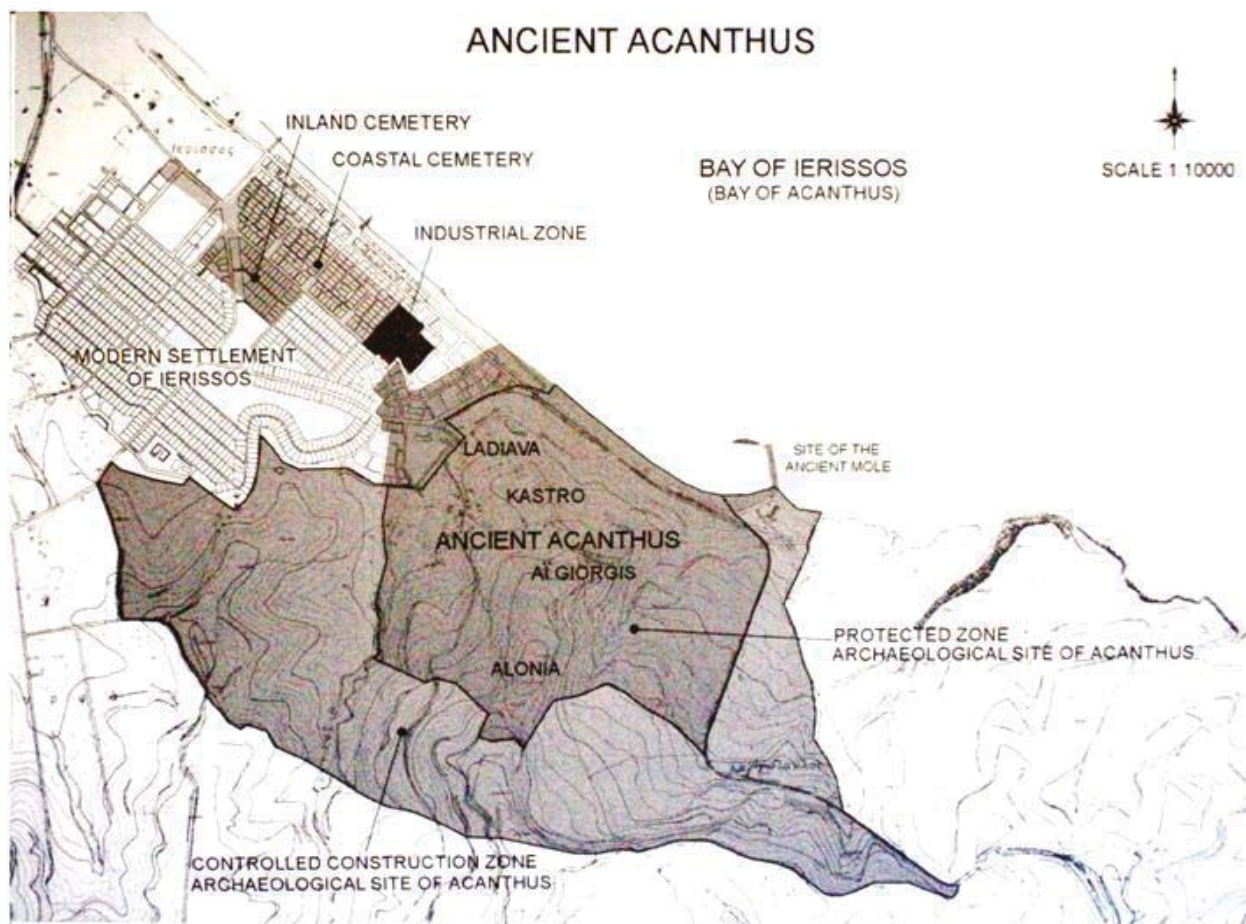 ANCIENT ACANTHUS
INLAND CEMETERY
COASTAL CEMETERY
Ιερισσος
BAY OF IERISSOS
(BAY OF ACANTHUS)
SCALE 1 10000
INDUSTRIAL ZONE
MODERN SETTLEMENT
OF IERISSOS
LADIAVA
SITE OF THE
ANCIENT MOLE
KASTRO
ANCIENT ACANTHUS
AÏ GIORGIS
PROTECTED ZONE
ARCHAEOLOGICAL SITE OF ACANTHUS
ALONIA
CONTROLLED CONSTRUCTION ZONE
ARCHAEOLOGICAL SITE OF ACANTHUS